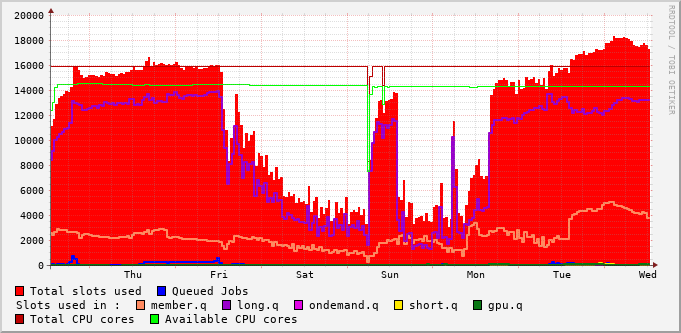 20000
18000
16000
14000
12000
10000
8000
6000
4000
2000
0
Thu Fri Sat Sun Mon Tue Wed
Total slots used Queued Jobs
Slots used in : member.q long.q ondemand.q short.q gpu.q
Total CPU cores Available CPU cores
RRDTOOL / TOBI OETIKER